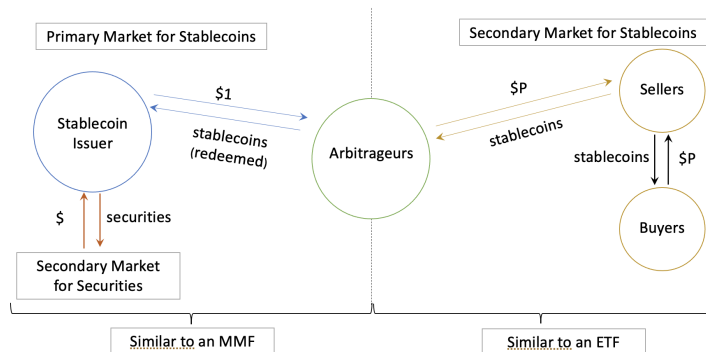 Primary Market for Stablecoins
Secondary Market for Stablecoins
$1
$P
Sellers
Stablecoin
Issuer
stablecoins
(redeemed)
Arbitrageurs
stablecoins
stablecoins
$P
$
securities
Buyers
Secondary Market
for Securities
Similar to an MMF
Similar to an ETF